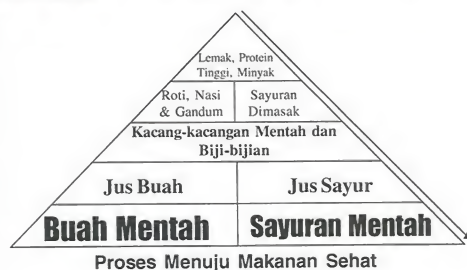 Lemak, Protein
Tinggi, Minyak
Roti, Nasi
& Gandum
Sayuran
Dimasak
Kacang-kacangan Mentah dan
Biji-bijian
Jus Buah
Jus Sayur
Buah Mentah
Sayuran Mentah
Proses Menuju Makanan Sehat